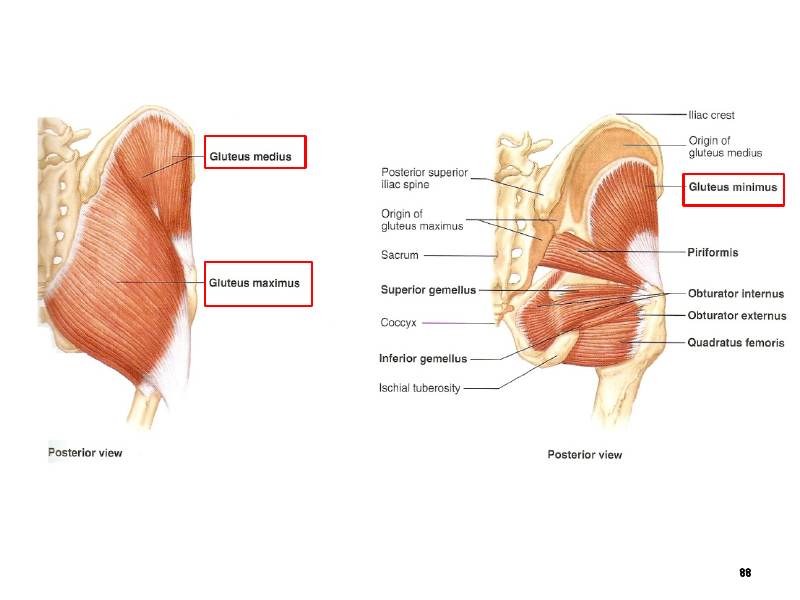 Gluteus medius
Gluteus maximus
Posterior view
Iliac crest
Origin of
gluteus medius
Posterior superior
iliac spine
Gluteus minimus
Origin of
gluteus maximus
Sacrum
Piriformis
Superior gemellus
Obturator internus
Obturator externus
Coccyx
Quadratus femoris
Inferior gemellus
Ischial tuberosity
Posterior view
88